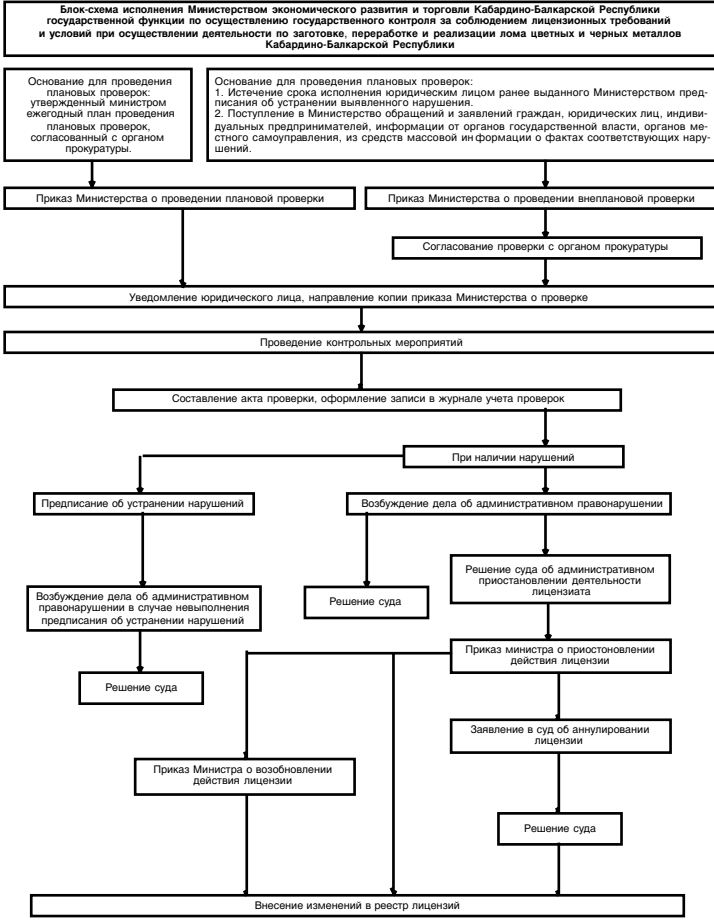 Блок-схема исполнения Министерством экономического развития и торговли Кабардино-Балкарской Республики
государственной функции по осуществлению государственного контроля за соблюдением лицензионных требований
и условий при осуществлении деятельности по заготовке, переработке и реализации лома цветных и черных металлов
Кабардино-Балкарской Республики
Основание для проведения
плановых проверок:
утвержденный министром
ежегодный план проведения
плановых проверок,
согласованный с органом
прокуратуры.
Основание для проведения плановых проверок:
1. Истечение срока исполнения юридическим лицом ранее выданного Министерством пред-
писания об устранении выявленного нарушения.
2. Поступление в Министерство обращений и заявлений граждан, юридических лиц, индиви-
дуальных предпринимателей, информации от органов государственной власти, органов ме-
стного самоуправления, из средств массовой информации о фактах соответствующих нару-
шений.
Приказ Министерства о проведении плановой проверки
Приказ Министерства о проведении внеплановой проверки
Согласование проверки с органом прокуратуры
Уведомление юридического лица, направление копии приказа Министерства о проверке
Проведение контрольных мероприятий
Составление акта проверки, оформление записи в журнале учета проверок
При наличии нарушений
Предписание об устранении нарушений
Возбуждение дела об административном правонарушении
Решение суда об административном
приостановлении деятельности
лицензиата
Возбуждение дела об административном
правонарушении в случае невыполнения
предписания об устранении нарушений
Решение суда
Приказ министра о приостоновлении
действия лицензии
Решение суда
Заявление в суд об аннулировании
лицензии
Приказ Министра о возобновлении
действия лицензии
Решение суда
Внесение изменений в реестр лицензий